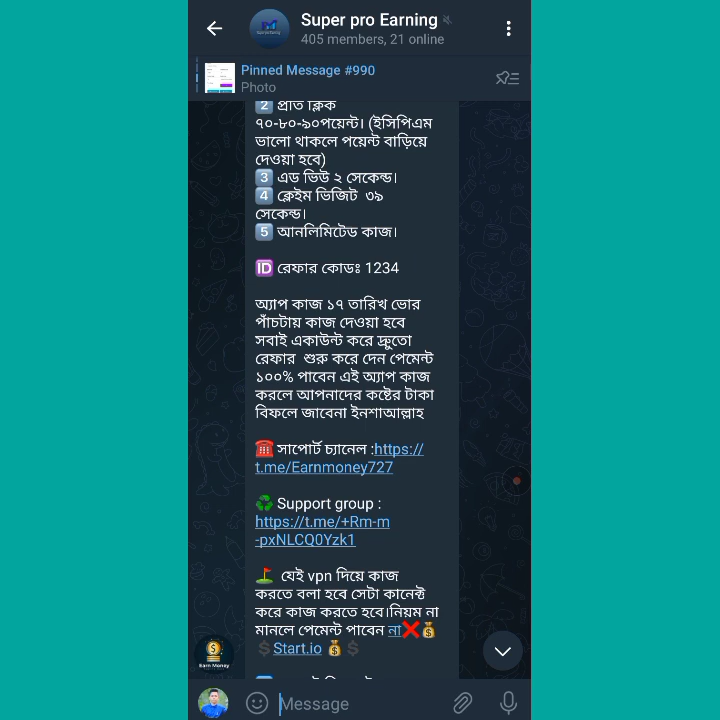 Super pro Earning
405 members, 21 online
Pinned Message #990
Photo
2 প্রতি ক্লিক
৭০-৮০-৯০পয়েন্ট। (ইসিপিএম
ভালো থাকলে পয়েন্ট বাড়িয়ে
দেওয়া হবে)
3 এড ভিউ ২ সেকেন্ড।
4 ক্লেইম ভিজিট ৩৯
সেকেন্ড।
5 আনলিমিটেড কাজ।
ID রেফার কোডঃ 1234
অ্যাপ কাজ ১৭ তারিখ ভোর
পাঁচটায় কাজ দেওয়া হবে
সবাই একাউন্ট করে দ্রুতো
রেফার শুরু করে দেন পেমেন্ট
১০০% পাবেন এই অ্যাপ কাজ
করলে আপনাদের কষ্টের টাকা
বিফলে জাবেনা ইনশাআল্লাহ
☎️ সাপোর্ট চ্যানেল :https://
t.me/Earnmoney727
♻️ Support group :
https://t.me/+Rm-m
-pxNLCQ0Yzk1
⛳ যেই vpn দিয়ে কাজ
করতে বলা হবে সেটা কানেক্ট
করে কাজ করতে হবে।নিয়ম না
মানলে পেমেন্ট পাবেন না❌💰
💲Start.io 💰💲
Earn Money
Message